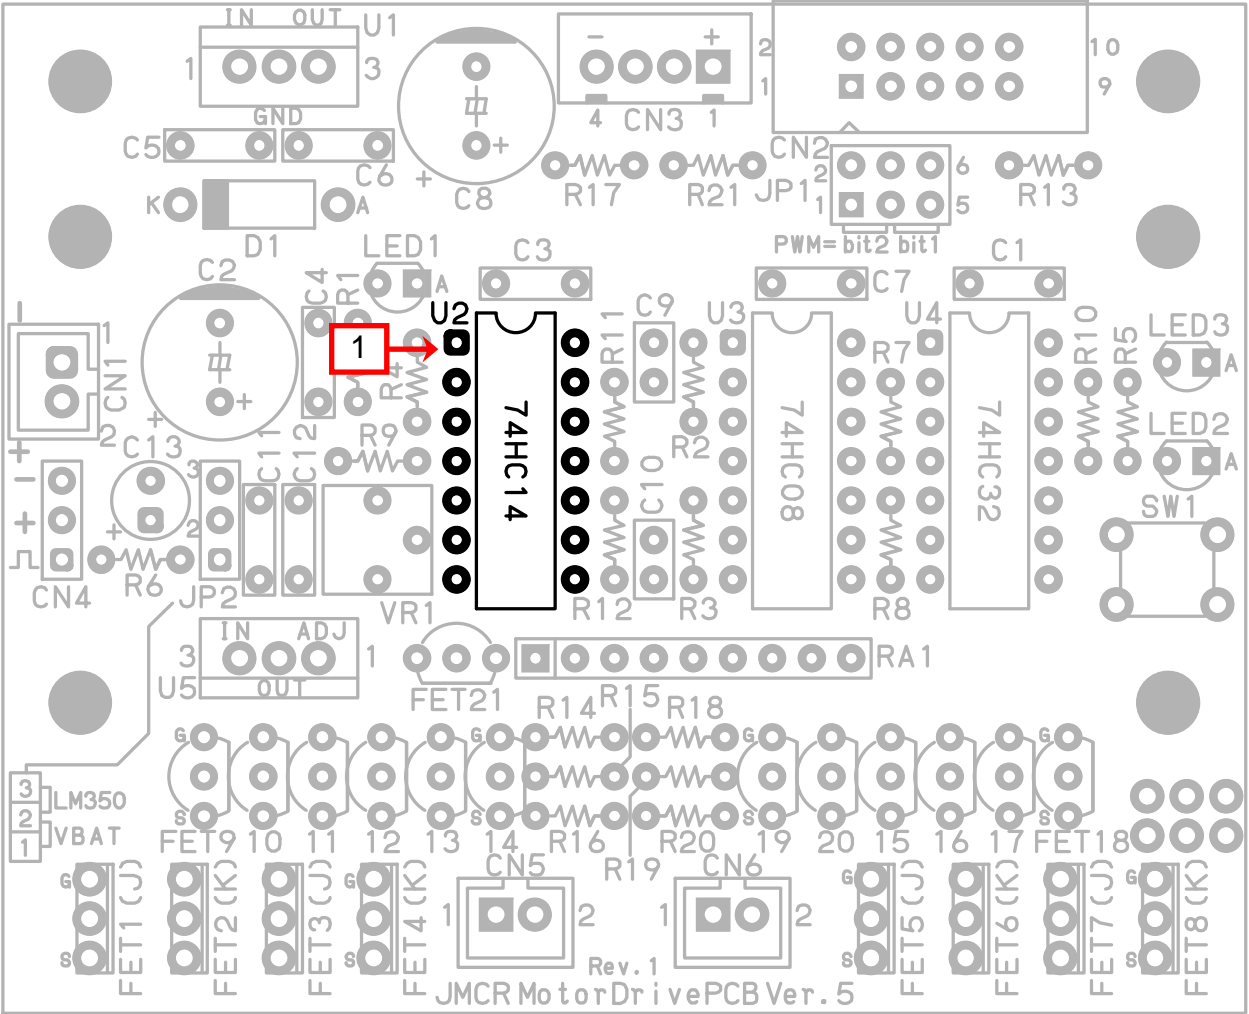 IN OUT U1
1 3
GND
C5 C6
K A
D1
+ + C8
- + 2
4 CN3 1 1
10
9
R17 R21
CN2
2 6
JP1 1 5
PWM=bit2 bit1
R13
LED1 A
C3 C7 C1
C2 C4 R1
U2 R11 C9 U3 U4 R10 R5 LED3
- 1
1
R4 R7 A
CN1
+ +
2 C13 R9 R2 LED2
+ C11 C12 C10 A
74HC14 74HC08 74HC32
- 3 SW1
+ + 2
R6
CN4 JP2 VR1 R12 R3 R8
IN ADJ
3 1 RA1
U5 OUT FET21
R15
R14 R18
G G
3 LM350
2
1 VBAT
S S
FET9 10 11 12 13 14 R16 R20 19 20 15 16 17 FET18
CN5 R19 CN6
G G G G
FET1(J) FET2(K) FET3(J) FET4(K) 1 2 1 2 FET5(J) FET6(K) FET7(J) FET8(K)
S S S S
Rev.1
JMCR MotorDrivePCB Ver.5